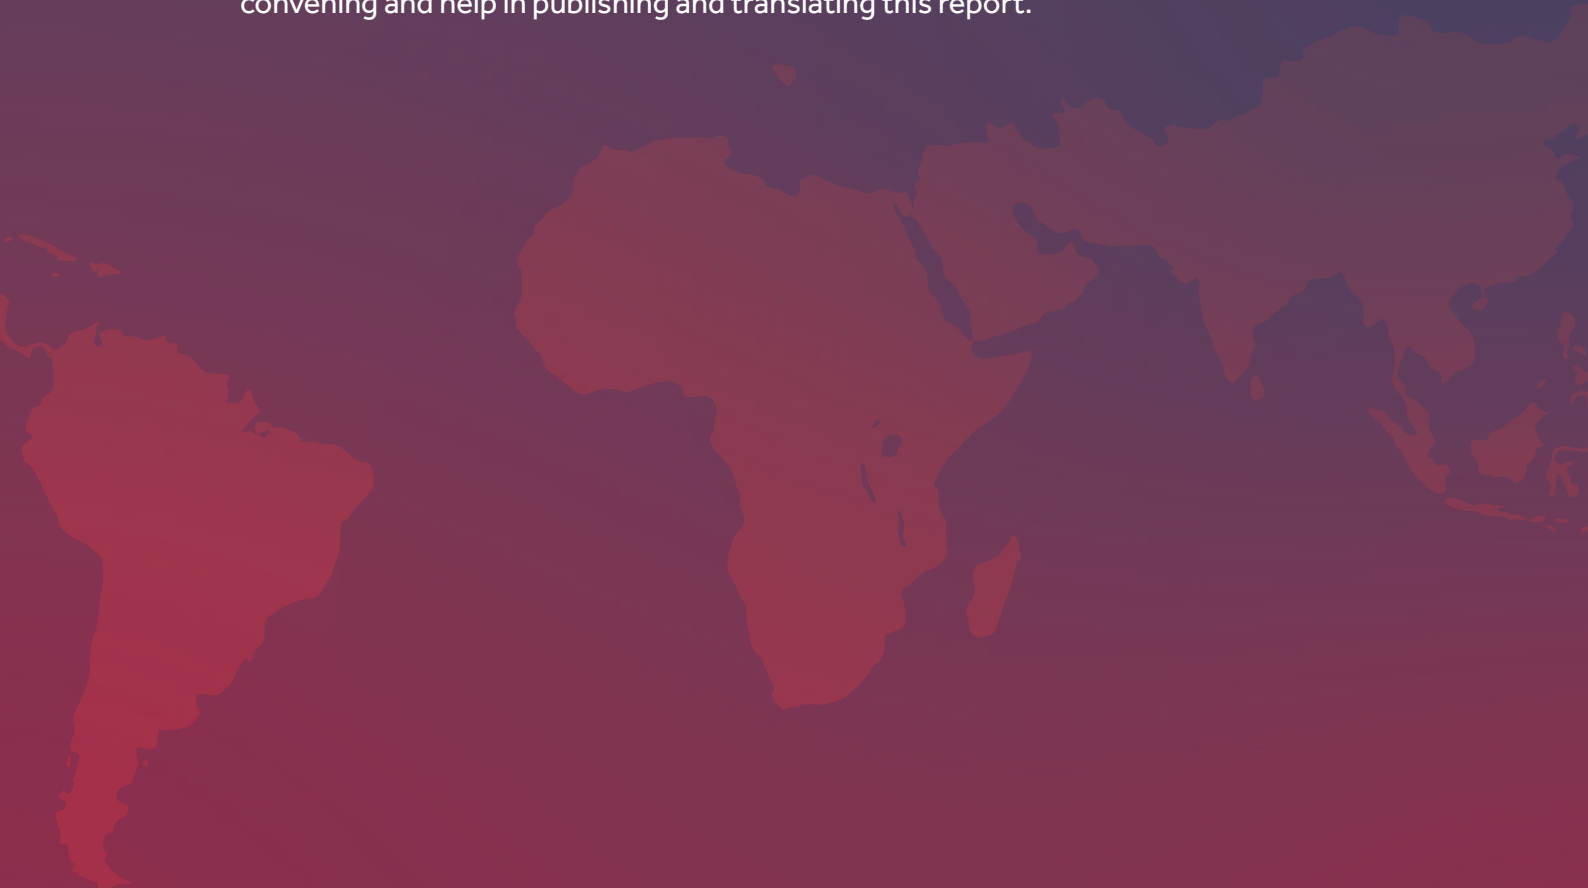 convening and help in publishing and translating this report.